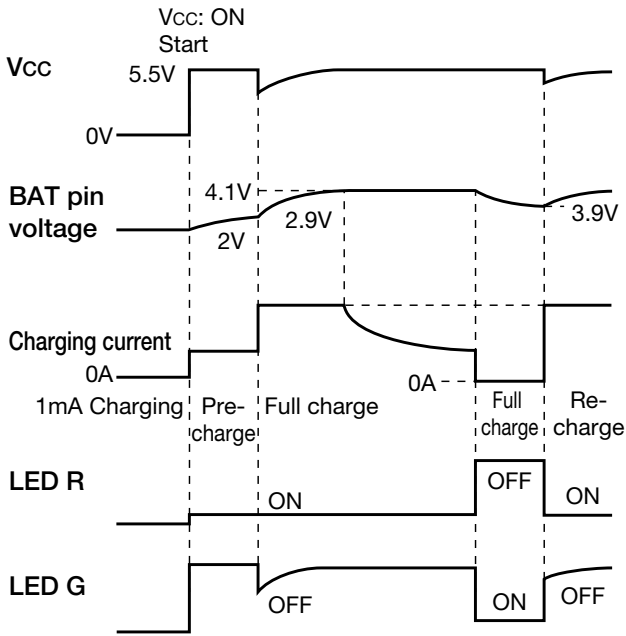 Vcc: ON
Start
Vcc
5.5V
0V
BAT pin
voltage
4.1V
2.9V
2V
3.9V
Charging current
0A
0A
1mA Charging
Pre-
charge
Full charge
Full
charge
Re-
charge
LED R
ON
OFF
ON
LED G
OFF
ON
OFF